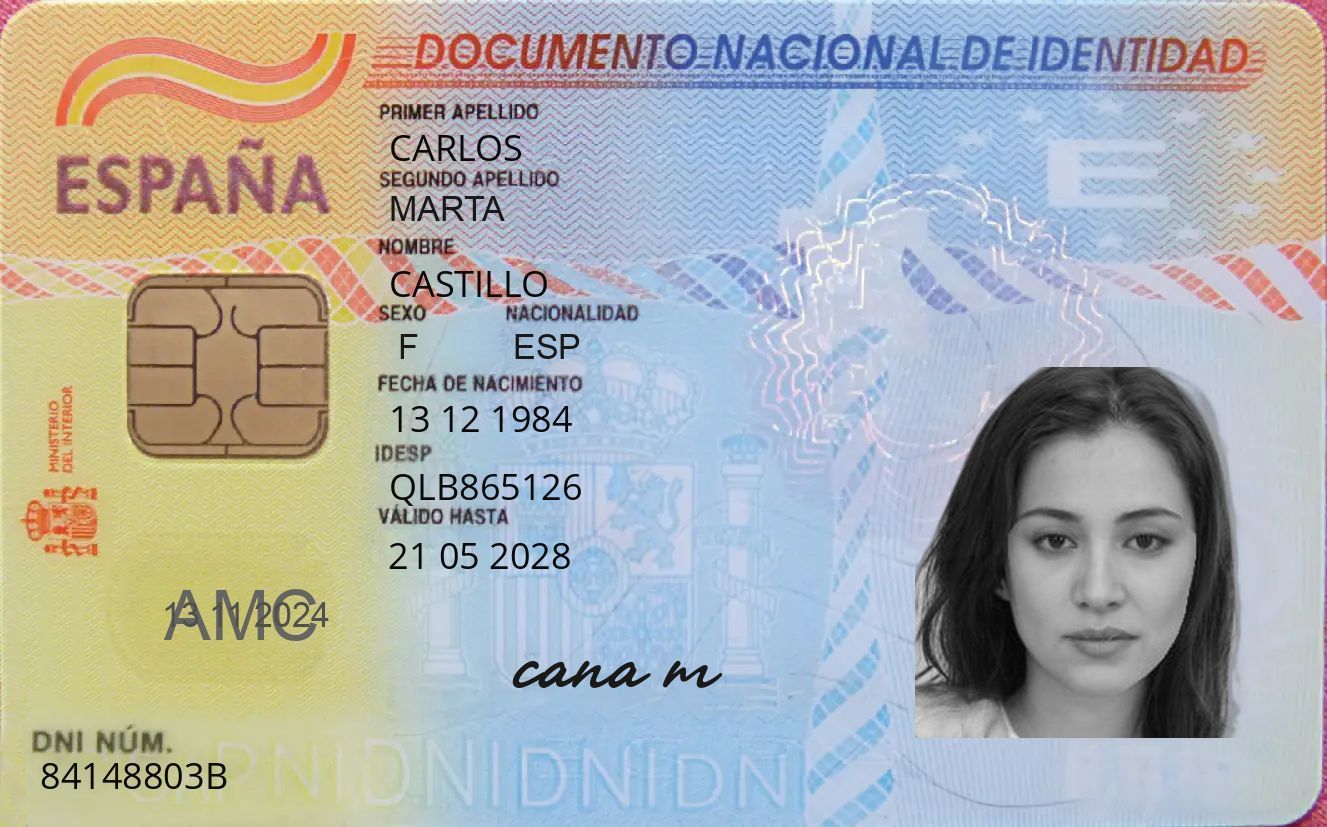 DOCUMENTO NACIONAL DE IDENTIDAD
ESPAÑA
PRIMER APELLIDO
CARLOS
SEGUNDO APELLIDO
MARTA
NOMBRE
CASTILLO
SEXO NACIONALIDAD
F ESP
FECHA DE NACIMIENTO
13 12 1984
IDESP
QLB865126
VÁLIDO HASTA
21 05 2028
MINISTERIO
DEL INTERIOR
E
AMC
13 11 2024
cana m
DNI NÚM.
84148803B
DNIDNIDNIDN